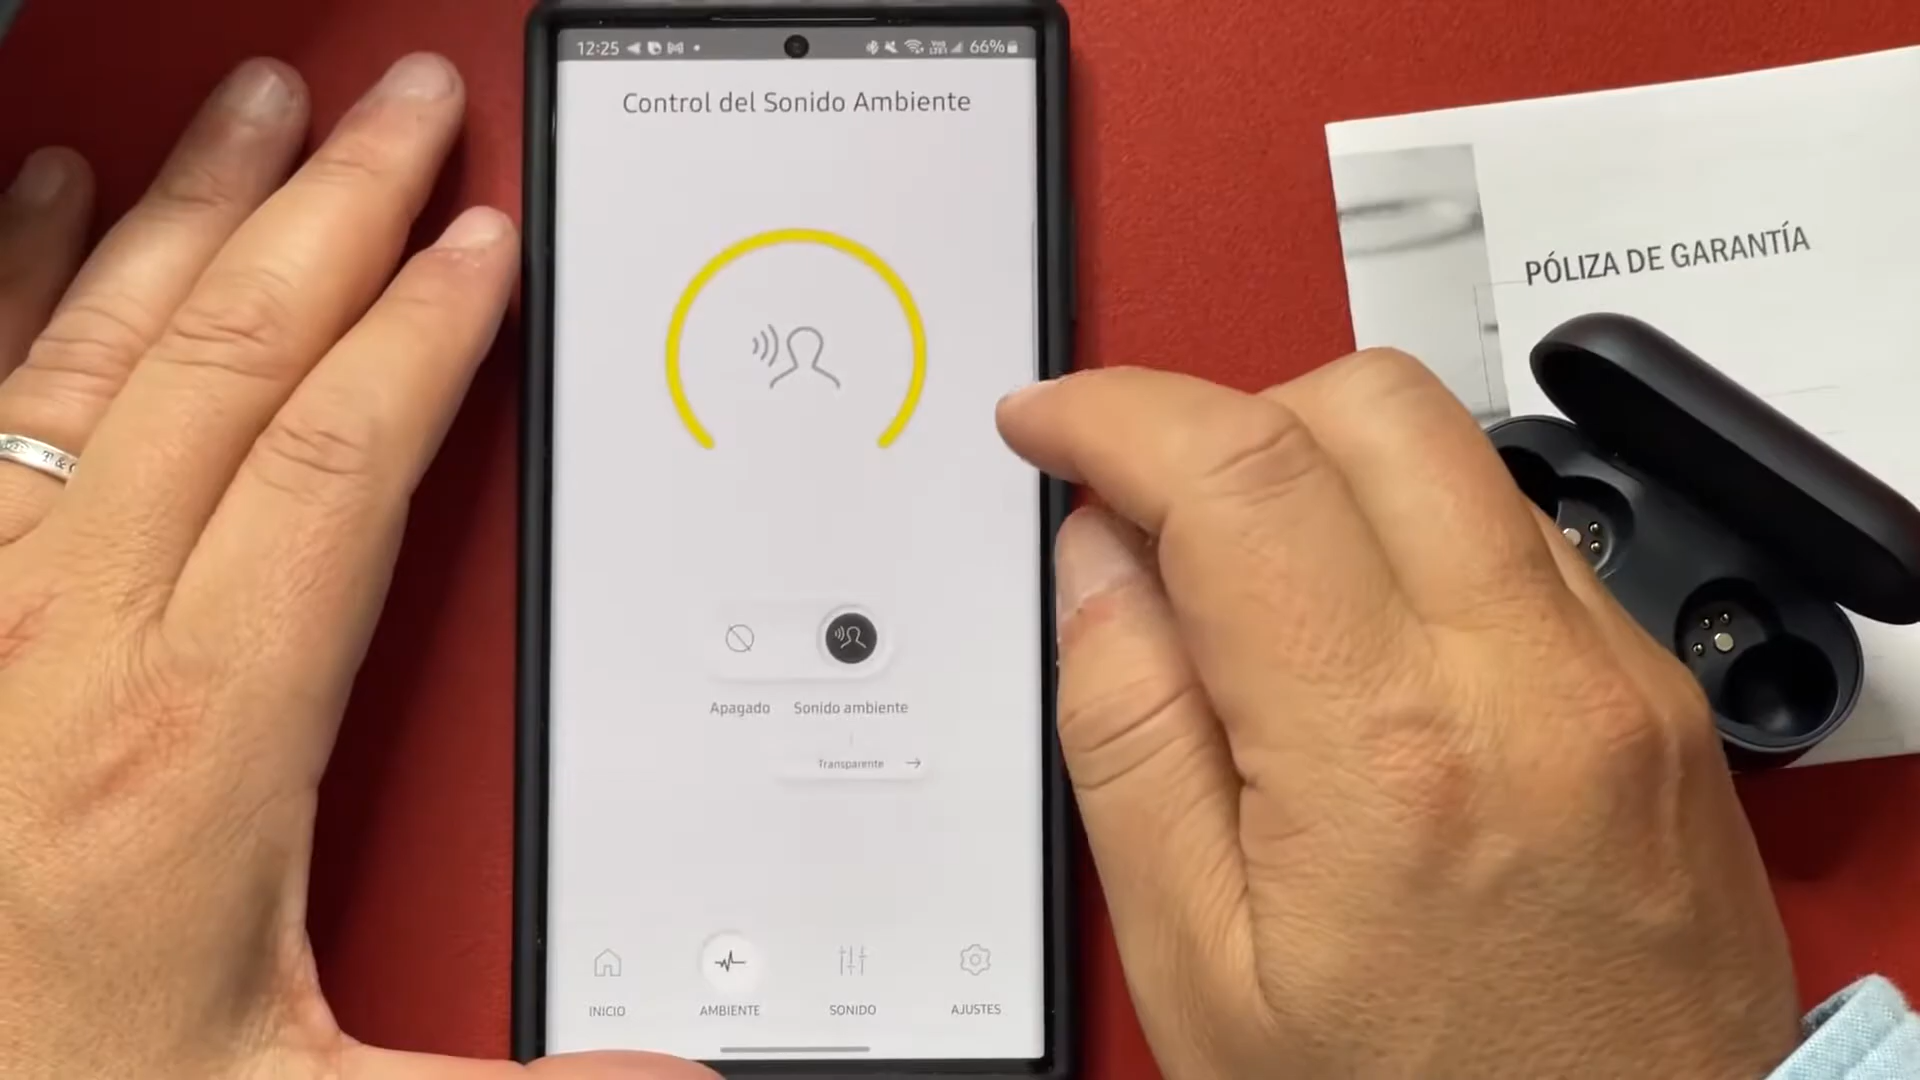 12:25
66%
Control del Sonido Ambiente
Apagado
Sonido ambiente
Transparente
INICIO
AMBIENTE
SONIDO
AJUSTES
PÓLIZA DE GARANTÍA